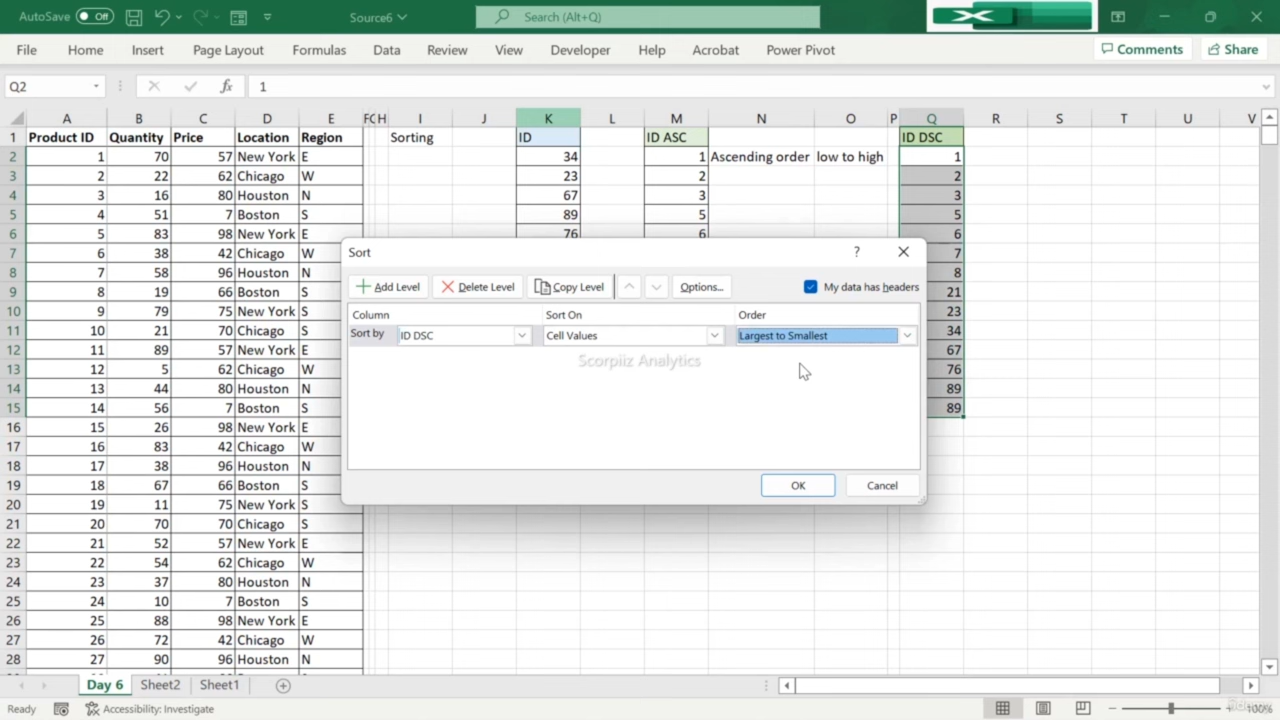 AutoSave Off Source6 Search (Alt+Q)
File Home Insert Page Layout Formulas Data Review View Developer Help Acrobat Power Pivot Comments Share
Q2 fx 1
A B C D E F G H I J K L M N O P Q R S T U V
1 Product ID Quantity Price Location Region Sorting ID ID ASC ID DSC
2 1 70 57 New York E 34 1 Ascending order low to high 1
3 2 22 62 Chicago W 23 2 2
4 3 16 80 Houston N 67 3 3
5 4 51 7 Boston S 89 5 5
6 5 83 98 New York E 76 6 6
7 6 38 42 Chicago W 7
8 7 58 96 Houston N 8
9 8 19 66 Boston S 21
10 9 79 75 New York S 23
11 10 21 70 Chicago S 34
12 11 89 57 New York E 67
13 12 5 62 Chicago W 76
14 13 44 80 Houston N 89
15 14 56 7 Boston S 89
16 15 26 98 New York E
17 16 83 42 Chicago W
18 17 38 96 Houston N
19 18 67 66 Boston S
20 19 11 75 New York S
21 20 70 70 Chicago S
22 21 52 57 New York E
23 22 54 62 Chicago W
24 23 37 80 Houston N
25 24 10 7 Boston S
26 25 88 98 New York E
27 26 72 42 Chicago W
28 27 90 96 Houston N
Sort ?
Add Level Delete Level Copy Level Options... My data has headers
Column Sort On Order
Sort by ID DSC Cell Values Largest to Smallest
Scorpiiz Analytics
OK Cancel
Day 6 Sheet2 Sheet1
Ready Accessibility: Investigate 100%